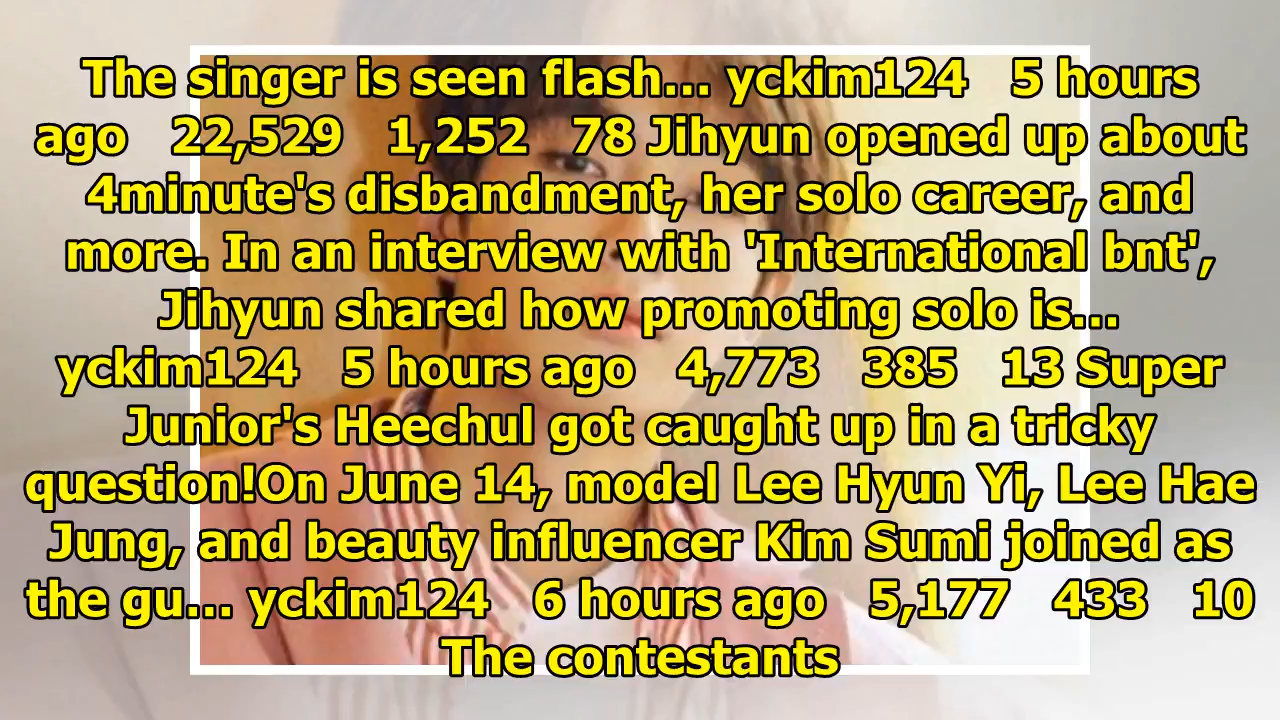 The singer is seen flash... yckim124 5 hours
ago 22,529 1,252 78 Jihyun opened up about
4minute's disbandment, her solo career, and
more. In an interview with 'International bnt',
Jihyun shared how promoting solo is...
yckim124 5 hours ago 4,773 385 13 Super
Junior's Heechul got caught up in a tricky
question!On June 14, model Lee Hyun Yi, Lee Hae
Jung, and beauty influencer Kim Sumi joined as
the gu... yckim124 6 hours ago 5,177 433 10
The contestants